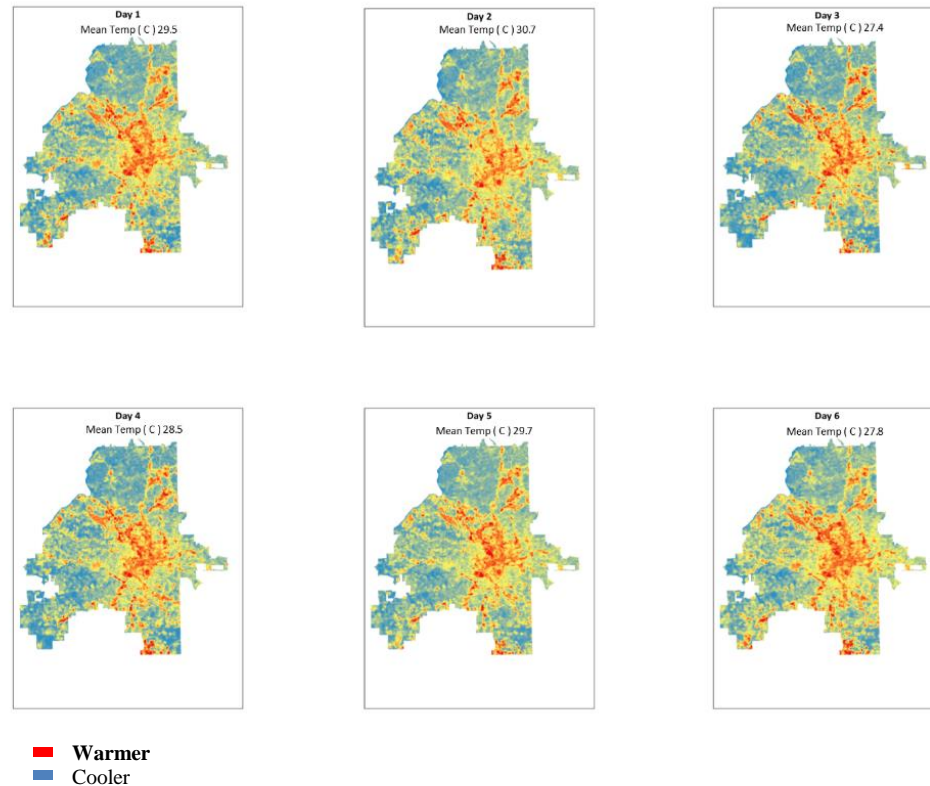 Day 1
Mean Temp ( C ) 29.5
Day 2
Mean Temp ( C ) 30.7
Day 3
Mean Temp ( C ) 27.4
Day 4
Mean Temp ( C ) 28.5
Day 5
Mean Temp ( C ) 29.7
Day 6
Mean Temp ( C ) 27.8
Warmer
Cooler